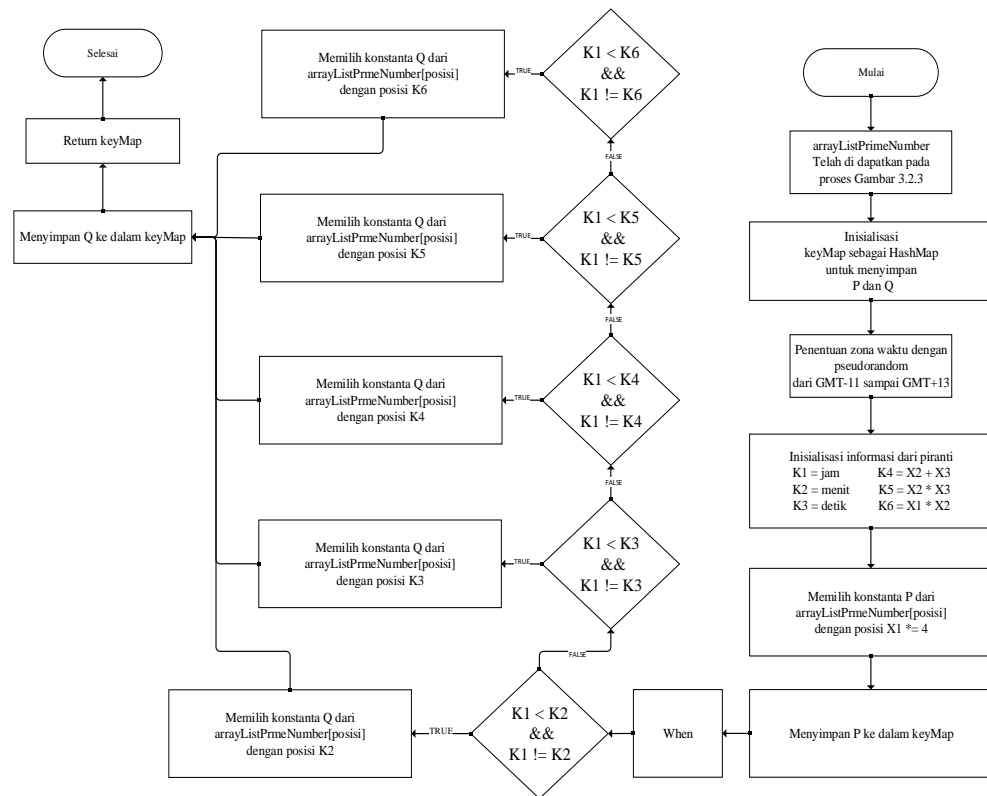 Mulai
arrayListPrimeNumber
Telah di dapatkan pada
proses Gambar 3.2.3
Inisialisasi
keyMap sebagai HashMap
untuk menyimpan
P dan Q
Penentuan zona waktu dengan
pseudorandom
dari GMT-11 sampai GMT+13
Inisialisasi informasi dari piranti
K1 = jam K4 = X2 + X3
K2 = menit K5 = X2 * X3
K3 = detik K6 = X1 * X2
Memilih konstanta P dari
arrayListPrmeNumber[posisi]
dengan posisi X1 *= 4
Menyimpan P ke dalam keyMap
When
K1 < K2
&&
K1 != K2
TRUE
Memilih konstanta Q dari
arrayListPrmeNumber[posisi]
dengan posisi K2
FALSE
K1 < K3
&&
K1 != K3
TRUE
Memilih konstanta Q dari
arrayListPrmeNumber[posisi]
dengan posisi K3
FALSE
K1 < K4
&&
K1 != K4
TRUE
Memilih konstanta Q dari
arrayListPrmeNumber[posisi]
dengan posisi K4
FALSE
K1 < K5
&&
K1 != K5
TRUE
Memilih konstanta Q dari
arrayListPrmeNumber[posisi]
dengan posisi K5
FALSE
K1 < K6
&&
K1 != K6
TRUE
Memilih konstanta Q dari
arrayListPrmeNumber[posisi]
dengan posisi K6
Menyimpan Q ke dalam keyMap
Return keyMap
Selesai